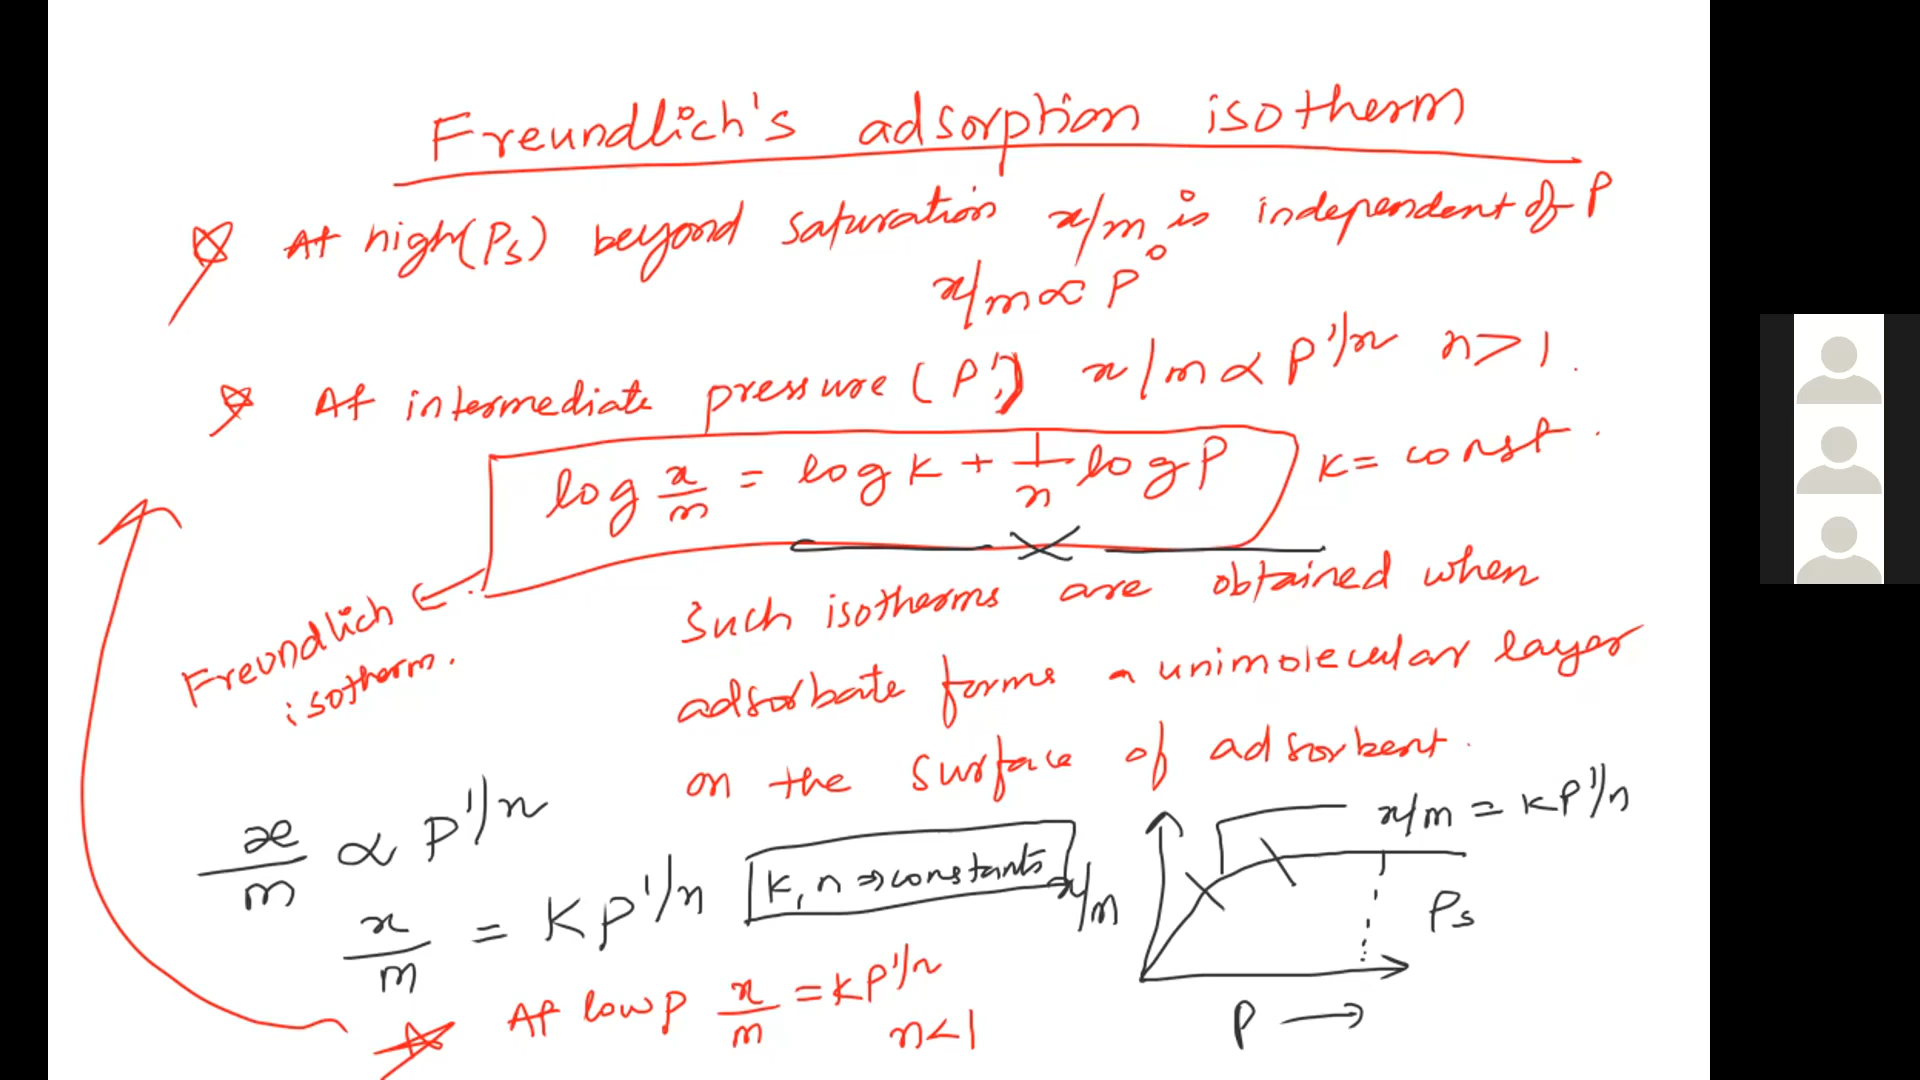 Freundlich's adsorption isotherm
At high (Ps) beyond saturation x/m is independent of P
x/m ∝ P⁰
At intermediate pressure (P') x/m ∝ P^1/n n>1.
log x/m = log k + 1/n log P
k = const.
Freundlich isotherm.
Such isotherms are obtained when
adsorbate forms a unimolecular layer
on the surface of adsorbent.
x/m ∝ P^1/n
x/m = KP^1/n
k, n ⇒ constants
At low P x/m = kP^1/n
n<1
x/m = KP^1/n
x/m
Ps
P →